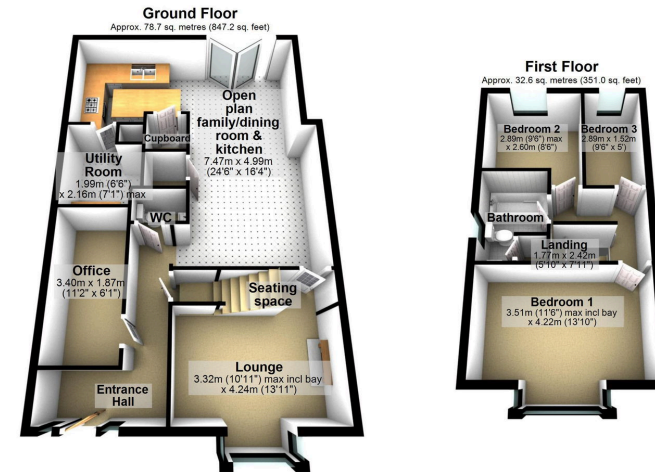 Ground Floor
Approx. 78.7 sq. metres (847.2 sq. feet)
Open
plan
family/dining
room &
kitchen
7.47m x 4.99m
(24'6" x 16'4")
Cupboard
Utility
Room
1.99m (6'6")
x 2.16m (7'1") max
WC
Office
3.40m x 1.87m
(11'2" x 6'1")
Seating
space
Lounge
3.32m (10'11") max incl bay
x 4.24m (13'11")
Entrance
Hall
First Floor
Approx. 32.6 sq. metres (351.0 sq. feet)
Bedroom 2
2.89m (9'6") max
x 2.60m (8'6")
Bedroom 3
2.89m x 1.52m
(9'6" x 5')
Bathroom
Landing
1.77m x 2.42m
(5'10" x 7'11")
Bedroom 1
3.51m (11'6") max incl bay
x 4.22m (13'10")